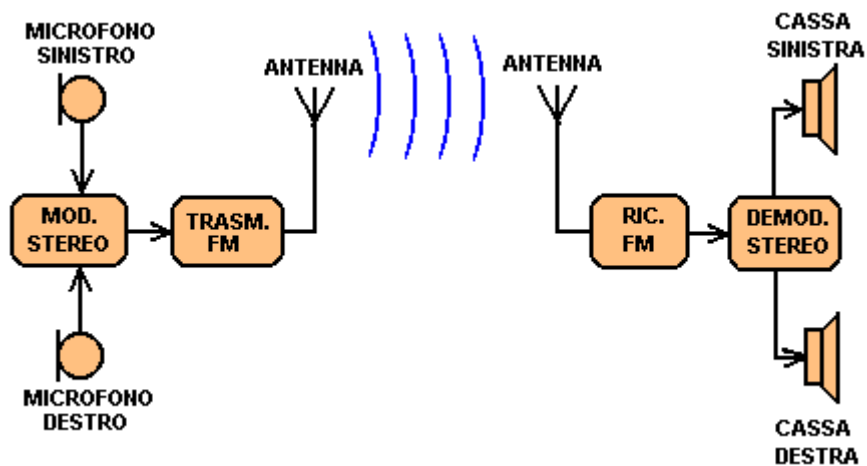 MICROFONO
SINISTRO
ANTENNA
ANTENNA
CASSA
SINISTRA
MOD.
STEREO
TRASM.
FM
RIC.
FM
DEMOD.
STEREO
MICROFONO
DESTRO
CASSA
DESTRA